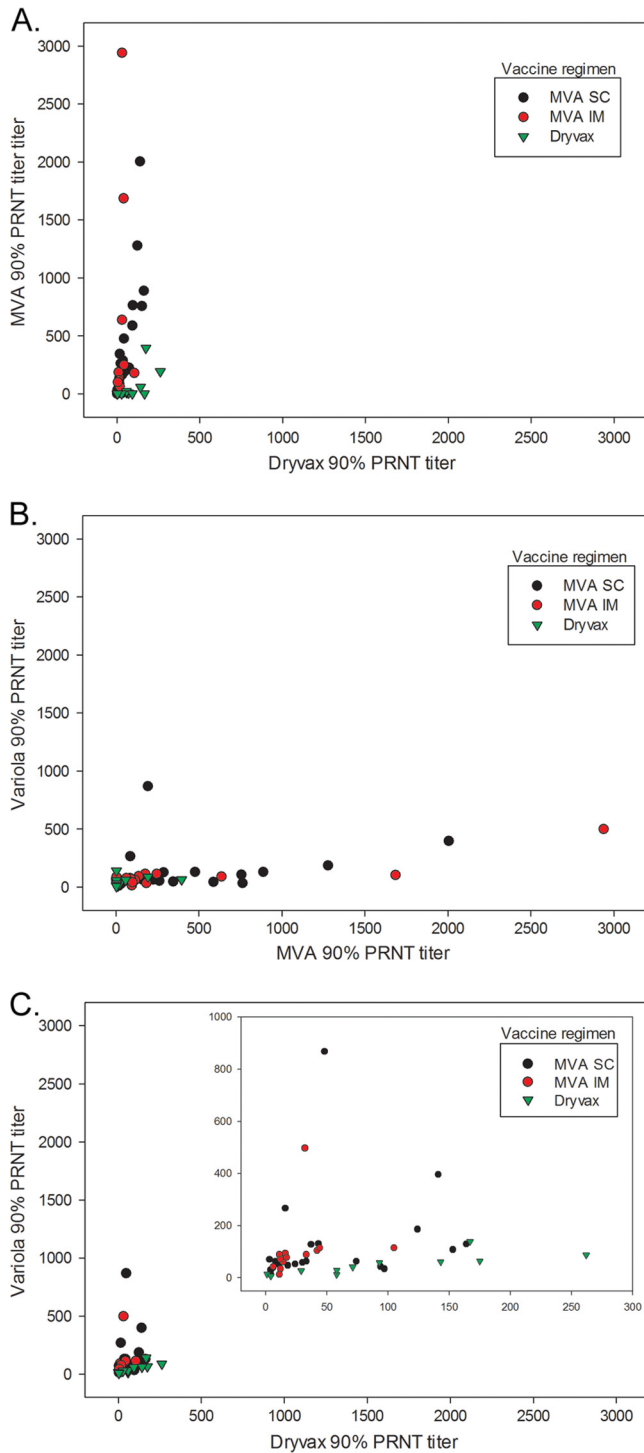 A.
3000
2500
2000
1500
1000
500
0
MVA 90% PRNT titer titer
Vaccine regimen
MVA SC
MVA IM
Dryvax
0 500 1000 1500 2000 2500 3000
Dryvax 90% PRNT titer
B.
3000
2500
2000
1500
1000
500
0
Variola 90% PRNT titer
Vaccine regimen
MVA SC
MVA IM
Dryvax
0 500 1000 1500 2000 2500 3000
MVA 90% PRNT titer
C.
3000
2500
2000
1500
1000
500
0
Variola 90% PRNT titer
1000
800
600
400
200
0
Vaccine regimen
MVA SC
MVA IM
Dryvax
0 50 100 150 200 250 300
0 500 1000 1500 2000 2500 3000
Dryvax 90% PRNT titer